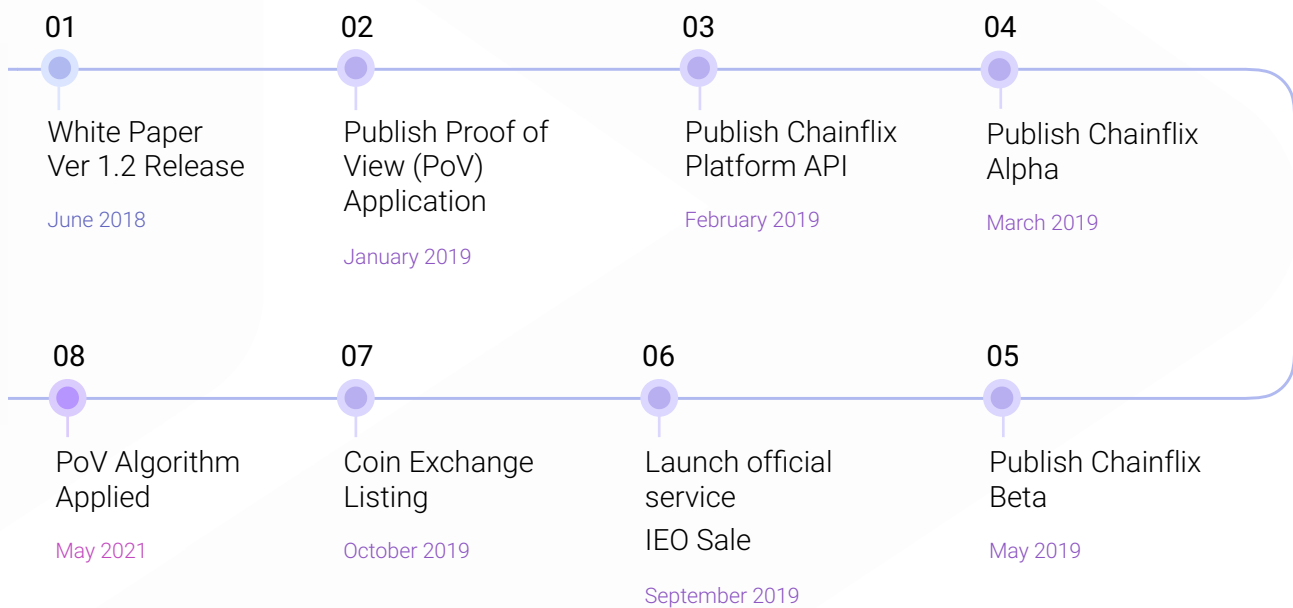 01
White Paper
Ver 1.2 Release
June 2018
02
Publish Proof of
View (PoV)
Application
January 2019
03
Publish Chainflix
Platform API
February 2019
04
Publish Chainflix
Alpha
March 2019
05
Publish Chainflix
Beta
May 2019
06
Launch official
service
IEO Sale
September 2019
07
Coin Exchange
Listing
October 2019
08
PoV Algorithm
Applied
May 2021